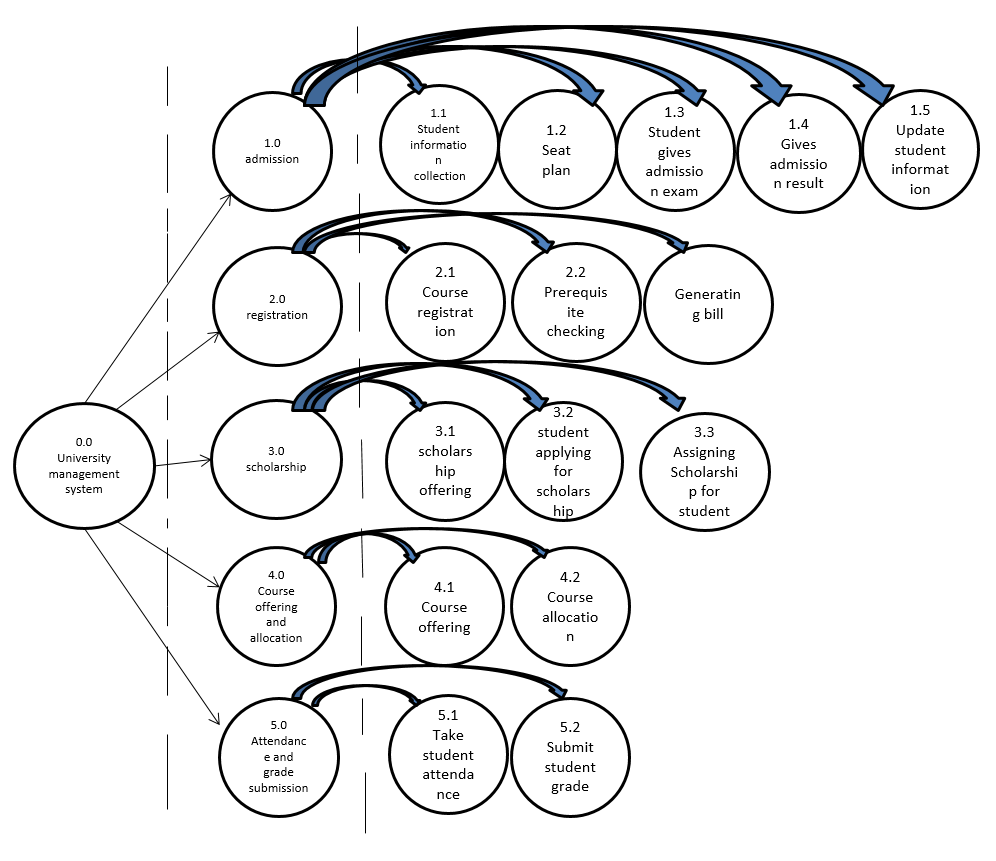 1.0
admission
1.1
Student
informatio
n
collection
1.2
Seat
plan
1.3
Student
gives
admissio
n exam
1.4
Gives
admissio
n result
1.5
Update
student
informat
ion
2.0
registration
2.1
Course
registrat
ion
2.2
Prerequis
ite
checking
Generatin
g bill
0.0
University
management
system
3.0
scholarship
3.1
scholars
hip
offering
3.2
student
applying
for
scholars
hip
3.3
Assigning
Scholarshi
p for
student
4.0
Course
offering
and
allocation
4.1
Course
offering
4.2
Course
allocatio
n
5.0
Attendanc
e and
grade
submission
5.1
Take
student
attenda
nce
5.2
Submit
student
grade